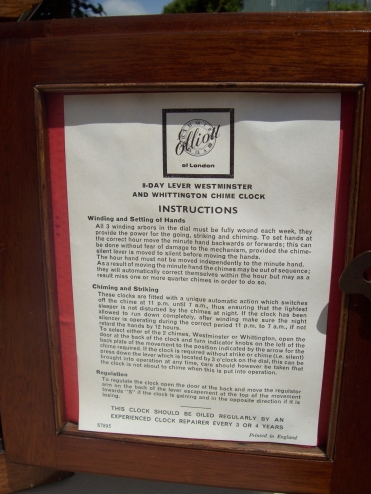 Elliott
of London
8-DAY LEVER WESTMINSTER
AND WHITTINGTON CHIME CLOCK
INSTRUCTIONS
Winding and Setting of Hands
All 3 winding arbors in the dial must be fully wound each week, they
provide the power for the going, striking and chiming. To set hands at
the correct hour move the minute hand backwards or forwards; this can
be done without fear of damage to the mechanism, provided the chime-
silent lever is moved to silent before moving the hands.
The hour hand must not be moved independently to the minute hand.
As a result of moving the minute hand the chimes may be out of sequence;
they will automatically correct themselves within the hour but may as a
result miss one or more quarter chimes in order to do so.
Chiming and Striking
These clocks are fitted with a unique automatic action which switches
off the chime at 11 p.m. until 7 a.m., thus ensuring that the lightest
sleeper is not disturbed by the chimes at night. If the clock has been
allowed to run down completely, after winding make sure the night
silencer is operating during the correct period 11 p.m. to 7 a.m., if not
retard the hands by 12 hours.
To select either of the 2 chimes, Westminster or Whittington, open the
door at the back of the clock and turn indicator knobs on the left of the
back plate of the movement to the position indicated by the arrow for the
chime required. If the clock is required without strike or chime (i.e. silent)
press down the lever which is located by 3 o'clock on the dial, this can be
brought into operation at any time, care should however be taken that
the clock is not about to chime when this is put into operation.
Regulation
To regulate the clock open the door at the back and move the regulator
arm on the back of the lever escapement at the top of the movement
towards "S" if the clock is gaining and in the opposite direction if it is
losing.
THIS CLOCK SHOULD BE OILED REGULARLY BY AN
EXPERIENCED CLOCK REPAIRER EVERY 3 OR 4 YEARS
Printed in England